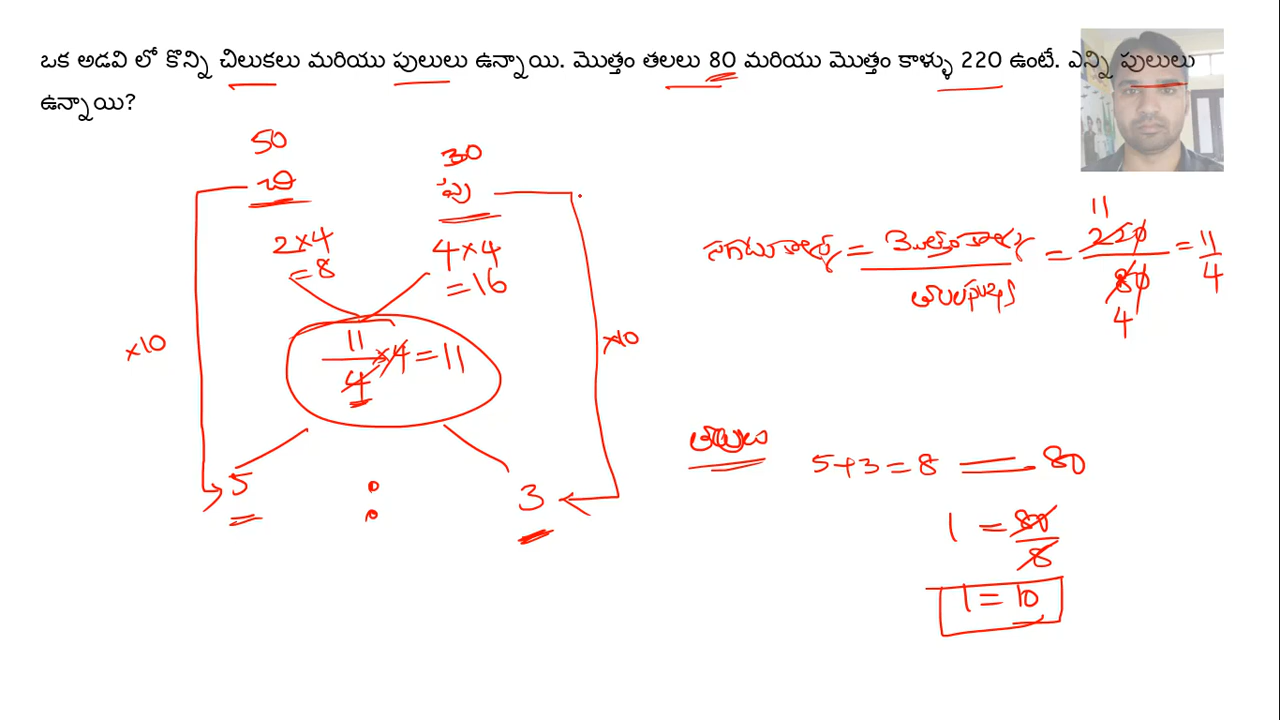 ఒక అడవి లో కొన్ని చిలుకలు మరియు పులులు ఉన్నాయి. మొత్తం తలలు 80 మరియు మొత్తం కాళ్ళు 220 ఉంటే. ఎన్ని పులులు
ఉన్నాయి?
50 30
చి పు
2×4 4×4
=8 =16
11/4 ×4 = 11
×10 ×10
5 : 3
సగటు కాళ్ళు = మొత్తం కాళ్ళు / = 220/80 = 11/4
11
4
తలలు
5+3=8 80
1 = 80/8
1 = 10